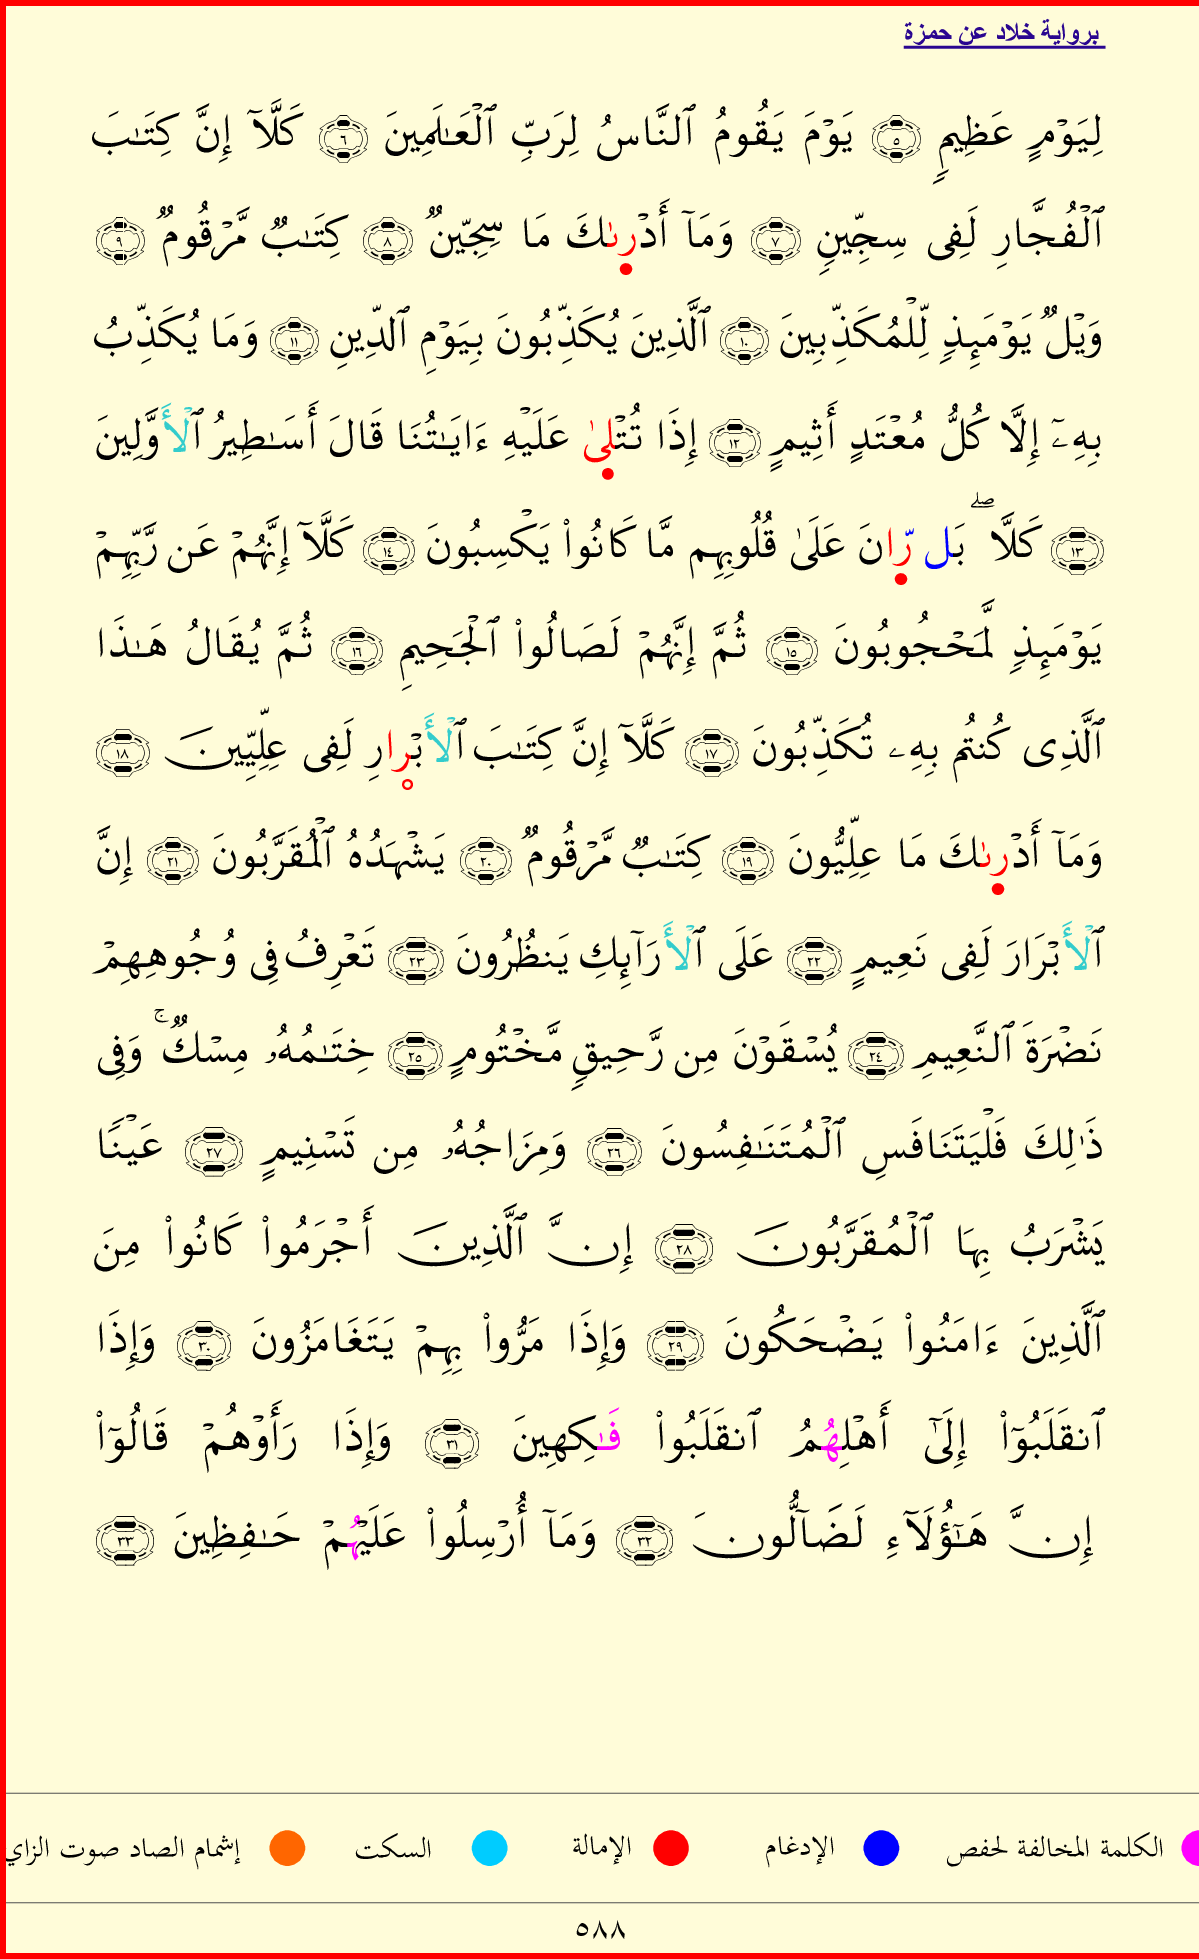 برواية خلاد عن حمزة
لِيَوْمٍ عَظِيمٍ ٥ يَوْمَ يَقُومُ ٱلنَّاسُ لِرَبِّ ٱلْعَـٰلَمِينَ ٦ كَلَّآ إِنَّ كِتَـٰبَ
ٱلْفُجَّارِ لَفِى سِجِّينٍ ٧ وَمَآ أَدْرىٰكَ مَا سِجِّينٌ ٨ كِتَـٰبٌ مَّرْقُومٌ ٩
وَيْلٌ يَوْمَئِذٍ لِّلْمُكَذِّبِينَ ١٠ ٱلَّذِينَ يُكَذِّبُونَ بِيَوْمِ ٱلدِّينِ ١١ وَمَا يُكَذِّبُ
بِهِۦٓ إِلَّا كُلُّ مُعْتَدٍ أَثِيمٍ ١٢ إِذَا تُتْلىٰ عَلَيْهِ ءَايَـٰتُنَا قَالَ أَسَـٰطِيرُ ٱلْأَوَّلِينَ
١٣ كَلَّا ۖ بَل رّانَ عَلَىٰ قُلُوبِهِم مَّا كَانُوا۟ يَكْسِبُونَ ١٤ كَلَّآ إِنَّهُمْ عَن رَّبِّهِمْ
يَوْمَئِذٍ لَّمَحْجُوبُونَ ١٥ ثُمَّ إِنَّهُمْ لَصَالُوا۟ ٱلْجَحِيمِ ١٦ ثُمَّ يُقَالُ هَـٰذَا
ٱلَّذِى كُنتُم بِهِۦ تُكَذِّبُونَ ١٧ كَلَّآ إِنَّ كِتَـٰبَ ٱلْأَبْرارِ لَفِى عِلِّيِّينَ ١٨
وَمَآ أَدْرىٰكَ مَا عِلِّيُّونَ ١٩ كِتَـٰبٌ مَّرْقُومٌ ٢٠ يَشْهَدُهُ ٱلْمُقَرَّبُونَ ٢١ إِنَّ
ٱلْأَبْرَارَ لَفِى نَعِيمٍ ٢٢ عَلَى ٱلْأَرَآئِكِ يَنظُرُونَ ٢٣ تَعْرِفُ فِى وُجُوهِهِمْ
نَضْرَةَ ٱلنَّعِيمِ ٢٤ يُسْقَوْنَ مِن رَّحِيقٍ مَّخْتُومٍ ٢٥ خِتَـٰمُهُۥ مِسْكٌ ۚ وَفِى
ذَٰلِكَ فَلْيَتَنَافَسِ ٱلْمُتَنَـٰفِسُونَ ٢٦ وَمِزَاجُهُۥ مِن تَسْنِيمٍ ٢٧ عَيْنًا
يَشْرَبُ بِهَا ٱلْمُقَرَّبُونَ ٢٨ إِنَّ ٱلَّذِينَ أَجْرَمُوا۟ كَانُوا۟ مِنَ
ٱلَّذِينَ ءَامَنُوا۟ يَضْحَكُونَ ٢٩ وَإِذَا مَرُّوا۟ بِهِمْ يَتَغَامَزُونَ ٣٠ وَإِذَا
ٱنقَلَبُوٓا۟ إِلَىٰٓ أَهْلِهُمُ ٱنقَلَبُوا۟ فَـٰكِهِينَ ٣١ وَإِذَا رَأَوْهُمْ قَالُوٓا۟
إِنَّ هَـٰٓؤُلَآءِ لَضَآلُّونَ ٣٢ وَمَآ أُرْسِلُوا۟ عَلَيْهُمْ حَـٰفِظِينَ ٣٣
الكلمة المخالفة لحفص الإدغام الإمالة السكت إشمام الصاد صوت الزاي
٥٨٨